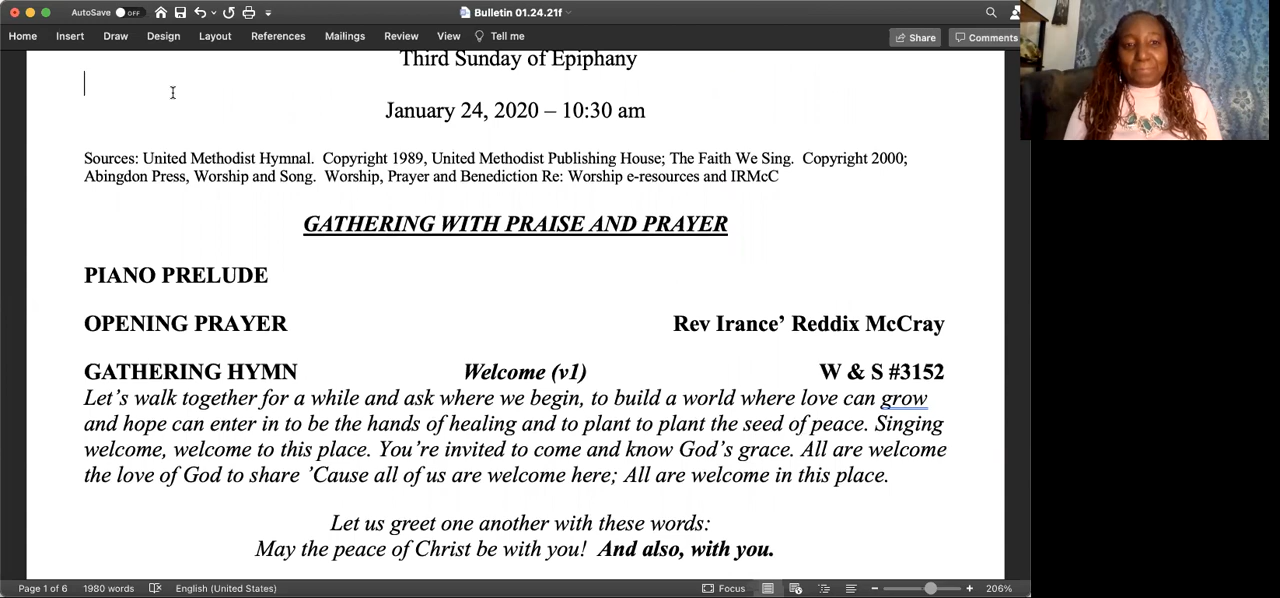 AutoSave OFF Bulletin 01.24.21f
Home Insert Draw Design Layout References Mailings Review View Tell me Share Comments
Third Sunday of Epiphany
January 24, 2020 – 10:30 am
Sources: United Methodist Hymnal. Copyright 1989, United Methodist Publishing House; The Faith We Sing. Copyright 2000;
Abingdon Press, Worship and Song. Worship, Prayer and Benediction Re: Worship e-resources and IRMcC
GATHERING WITH PRAISE AND PRAYER
PIANO PRELUDE
OPENING PRAYER Rev Irance’ Reddix McCray
GATHERING HYMN Welcome (v1) W & S #3152
Let’s walk together for a while and ask where we begin, to build a world where love can grow
and hope can enter in to be the hands of healing and to plant to plant the seed of peace. Singing
welcome, welcome to this place. You’re invited to come and know God’s grace. All are welcome
the love of God to share ’Cause all of us are welcome here; All are welcome in this place.
Let us greet one another with these words:
May the peace of Christ be with you! And also, with you.
Page 1 of 6 1980 words English (United States) Focus 206%